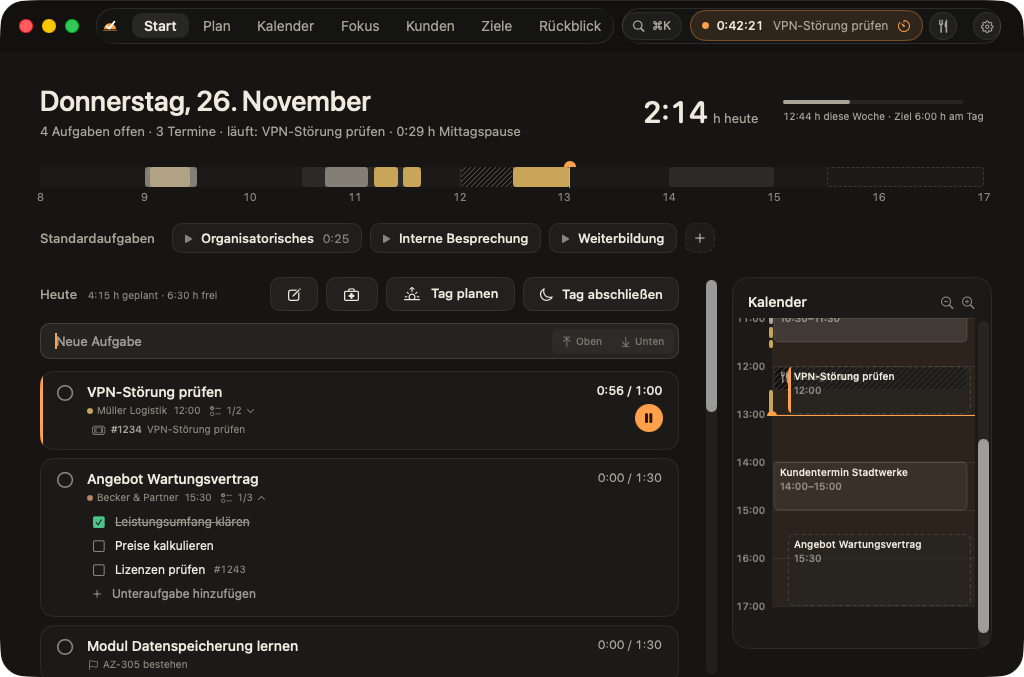 Start Plan Kalender Fokus Kunden Ziele Rückblick ⌘K 0:42:21 VPN-Störung prüfen
Donnerstag, 26. November
4 Aufgaben offen · 3 Termine · läuft: VPN-Störung prüfen · 0:29 h Mittagspause
2:14 h heute
12:44 h diese Woche · Ziel 6:00 h am Tag
8 9 10 11 12 13 14 15 16 17
Standardaufgaben
Organisatorisches 0:25
Interne Besprechung
Weiterbildung
+
Heute 4:15 h geplant · 6:30 h frei
Tag planen
Tag abschließen
Neue Aufgabe
Oben
Unten
VPN-Störung prüfen 0:56 / 1:00
Müller Logistik 12:00 1/2
#1234 VPN-Störung prüfen
Angebot Wartungsvertrag 0:00 / 1:30
Becker & Partner 15:30 1/3
Leistungsumfang klären
Preise kalkulieren
Lizenzen prüfen #1243
+ Unteraufgabe hinzufügen
Modul Datenspeicherung lernen 0:00 / 1:30
AZ-305 bestehen
Kalender
11:00
10:30–11:30
12:00
VPN-Störung prüfen
12:00
13:00
14:00
Kundentermin Stadtwerke
14:00–15:00
15:00
Angebot Wartungsvertrag
15:30
16:00
17:00